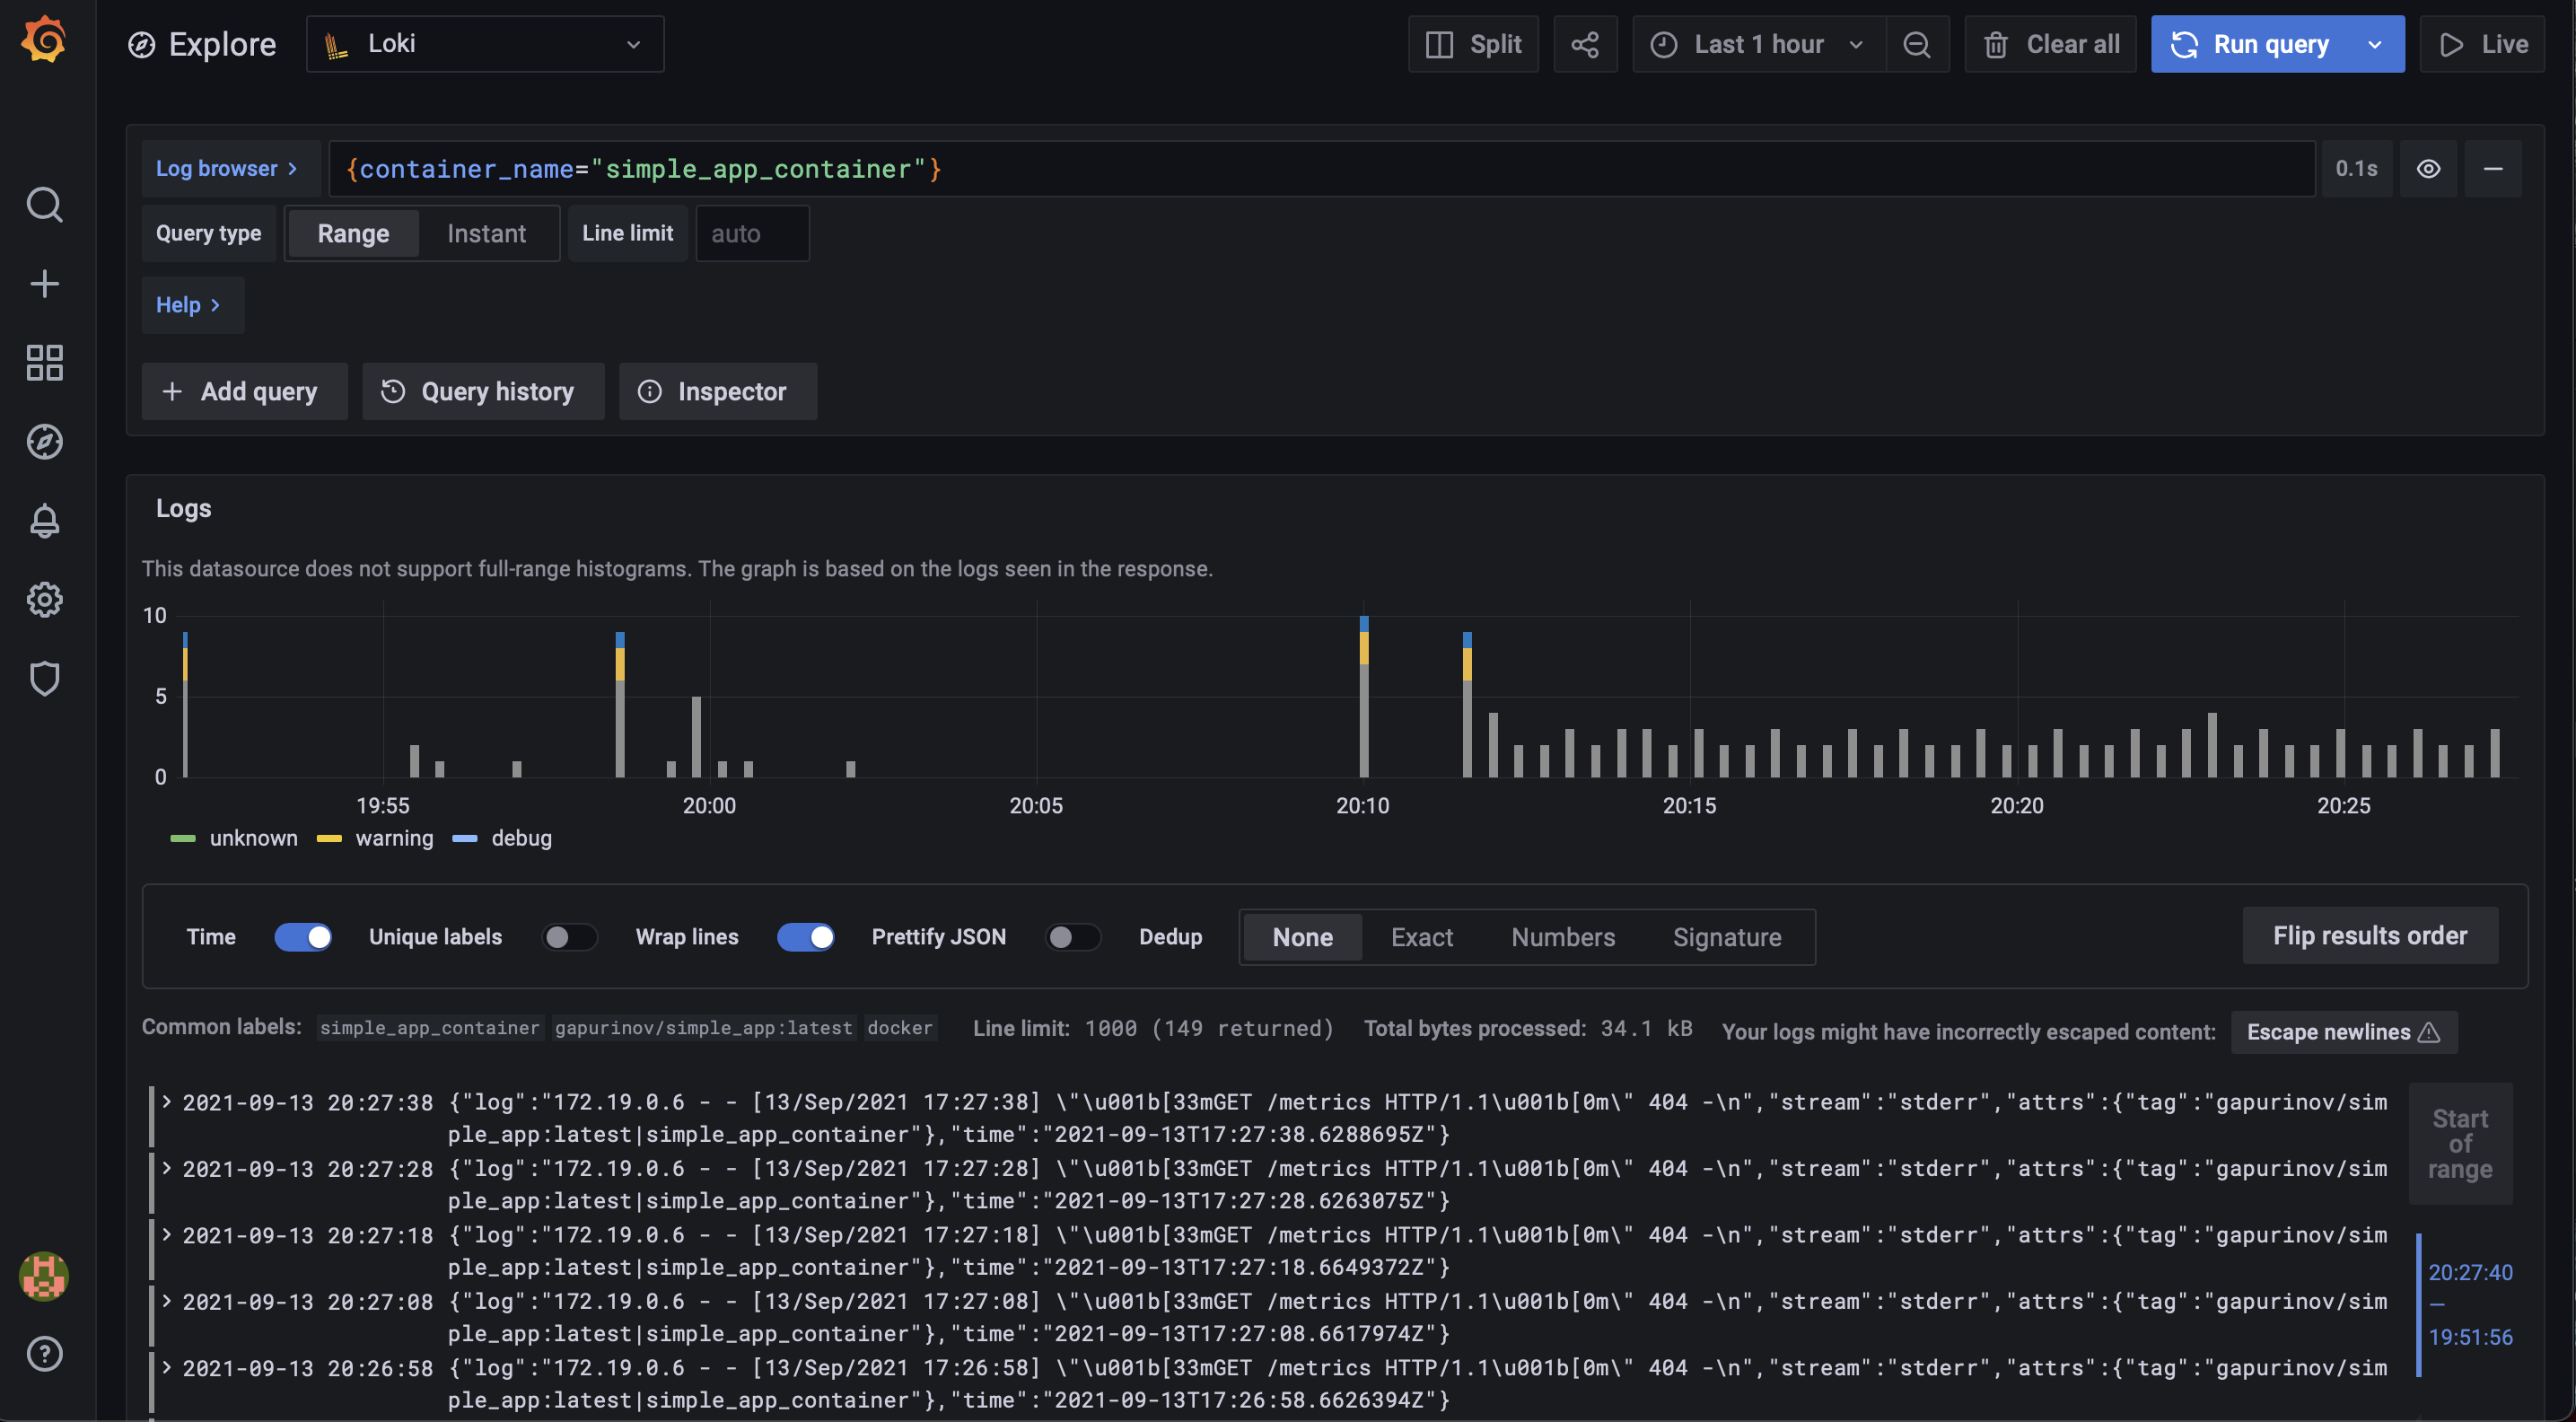 Explore
Loki
Split
Last 1 hour
Clear all
Run query
Live
Log browser >
{container_name="simple_app_container"}
0.1s
Query type
Range
Instant
Line limit
auto
Help >
+ Add query
Query history
Inspector
Logs
This datasource does not support full-range histograms. The graph is based on the logs seen in the response.
10
5
0
19:55
20:00
20:05
20:10
20:15
20:20
20:25
unknown
warning
debug
Time
Unique labels
Wrap lines
Prettify JSON
Dedup
None
Exact
Numbers
Signature
Flip results order
Common labels: simple_app_container gapurinov/simple_app:latest docker
Line limit: 1000 (149 returned)
Total bytes processed: 34.1 kB
Your logs might have incorrectly escaped content:
Escape newlines
> 2021-09-13 20:27:38 {"log":"172.19.0.6 - - [13/Sep/2021 17:27:38] \"\u001b[33mGET /metrics HTTP/1.1\u001b[0m\" 404 -\n","stream":"stderr","attrs":{"tag":"gapurinov/sim
ple_app:latest|simple_app_container"},"time":"2021-09-13T17:27:38.6288695Z"}
> 2021-09-13 20:27:28 {"log":"172.19.0.6 - - [13/Sep/2021 17:27:28] \"\u001b[33mGET /metrics HTTP/1.1\u001b[0m\" 404 -\n","stream":"stderr","attrs":{"tag":"gapurinov/sim
ple_app:latest|simple_app_container"},"time":"2021-09-13T17:27:28.6263075Z"}
> 2021-09-13 20:27:18 {"log":"172.19.0.6 - - [13/Sep/2021 17:27:18] \"\u001b[33mGET /metrics HTTP/1.1\u001b[0m\" 404 -\n","stream":"stderr","attrs":{"tag":"gapurinov/sim
ple_app:latest|simple_app_container"},"time":"2021-09-13T17:27:18.6649372Z"}
> 2021-09-13 20:27:08 {"log":"172.19.0.6 - - [13/Sep/2021 17:27:08] \"\u001b[33mGET /metrics HTTP/1.1\u001b[0m\" 404 -\n","stream":"stderr","attrs":{"tag":"gapurinov/sim
ple_app:latest|simple_app_container"},"time":"2021-09-13T17:27:08.6617974Z"}
> 2021-09-13 20:26:58 {"log":"172.19.0.6 - - [13/Sep/2021 17:26:58] \"\u001b[33mGET /metrics HTTP/1.1\u001b[0m\" 404 -\n","stream":"stderr","attrs":{"tag":"gapurinov/sim
ple_app:latest|simple_app_container"},"time":"2021-09-13T17:26:58.6626394Z"}
Start
of
range
20:27:40
—
19:51:56